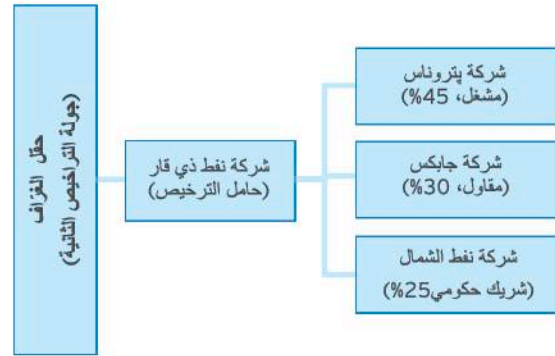 حقل الغراف
(جولة التراخيص الثانية)
شركة نفط ذي قار
(حامل الترخيص)
شركة پتروناس
(مشغل، 45%)
شركة جابكس
(مقاول، 30%)
شركة نفط الشمال
(شريك حكومي25%)